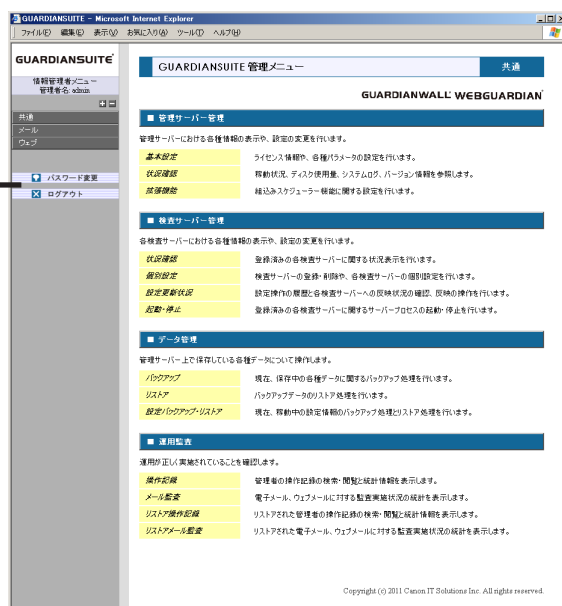 GUARDIANSUITE - Microsoft Internet Explorer
ファイル(F) 編集(E) 表示(V) お気に入り(A) ツール(T) ヘルプ(H)
GUARDIANSUITE
情報管理者メニュー
管理者名: admin
共通
メール
ウェブ
パスワード変更
ログアウト
GUARDIANSUITE 管理メニュー 共通
GUARDIANWALL WEBGUARDIAN
■ 管理サーバー管理
管理サーバーにおける各種情報の表示や、設定の変更を行います。
基本設定 ライセンス情報や、各種パラメータの設定を行います。
状況確認 稼動状況、ディスク使用量、システムログ、バージョン情報を参照します。
拡張機能 組込みスケジューラー機能に関する設定を行います。
■ 検査サーバー管理
各検査サーバーにおける各種情報の表示や、設定の変更を行います。
状況確認 登録済みの各検査サーバーに関する状況表示を行います。
個別設定 検査サーバーの登録・削除や、各検査サーバーの個別設定を行います。
設定更新状況 設定操作の履歴と各検査サーバーへの反映状況の確認、反映の操作を行います。
起動・停止 登録済みの各検査サーバーに関するサーバープロセスの起動・停止を行います。
■ データ管理
管理サーバー上で保存している各種データについて操作します。
バックアップ 現在、保存中の各種データに関するバックアップ処理を行います。
リストア バックアップデータのリストア処理を行います。
設定バックアップ・リストア 現在、稼動中の設定情報のバックアップ処理とリストア処理を行います。
■ 運用監査
運用が正しく実施されていることを確認します。
操作記録 管理者の操作記録の検索・閲覧と統計情報を表示します。
メール監査 電子メール、ウェブメールに対する監査実施状況の統計を表示します。
リストア操作記録 リストアされた管理者の操作記録の検索・閲覧と統計情報を表示します。
リストアメール監査 リストアされた電子メール、ウェブメールに対する監査実施状況の統計を表示します。
Copyright (c) 2011 Canon IT Solutions Inc. All rights reserved.